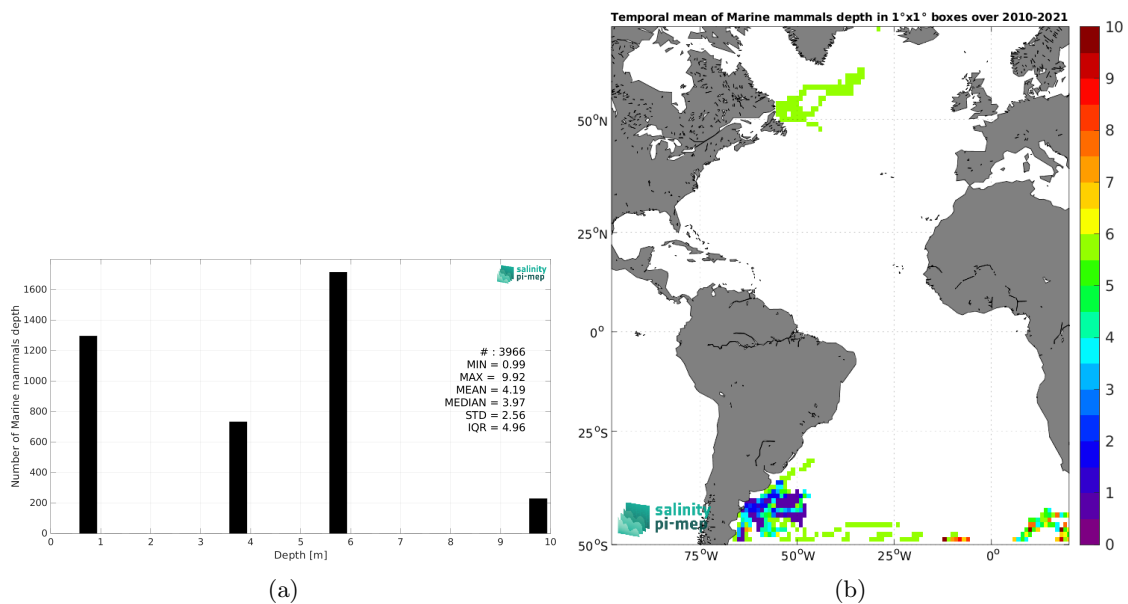 salinity
pi-mep
Number of Marine mammals depth
1600
1400
1200
1000
800
600
400
200
0
# : 3966
MIN = 0.99
MAX = 9.92
MEAN = 4.19
MEDIAN = 3.97
STD = 2.56
IQR = 4.96
0 1 2 3 4 5 6 7 8 9 10
Depth [m]
(a)
Temporal mean of Marine mammals depth in 1°x1° boxes over 2010-2021
50°N
25°N
0°
25°S
50°S
75°W 50°W 25°W 0°
salinity
pi-mep
10
9
8
7
6
5
4
3
2
1
0
(b)